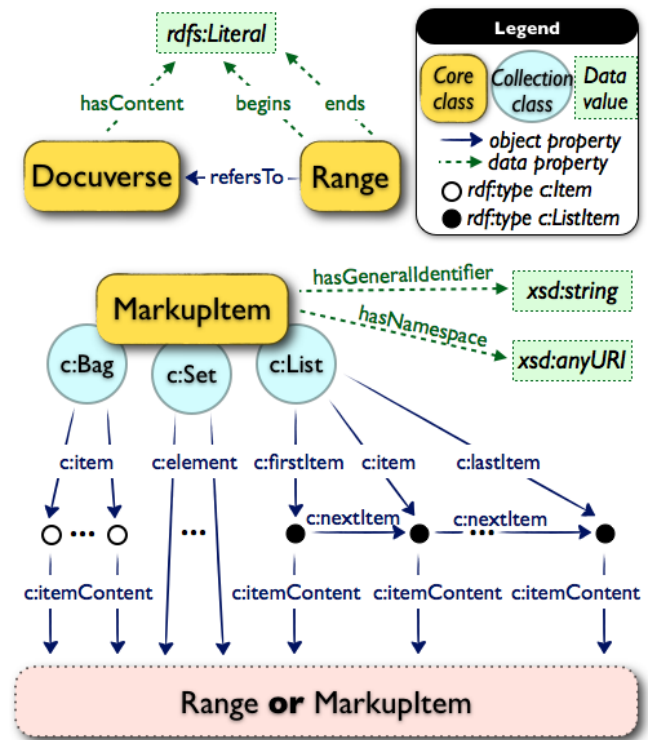 rdfs:Literal
hasContent
begins
ends
Docuverse
refersTo
Range
Legend
Core
class
Collection
class
Data
value
object property
data property
rdf:type c:Item
rdf:type c:ListItem
MarkupItem
hasGeneralIdentifier
xsd:string
hasNamespace
xsd:anyURI
c:Bag
c:Set
c:List
c:item
c:element
c:firstItem
c:item
c:lastItem
...
...
c:nextItem
c:nextItem
...
c:itemContent
c:itemContent
c:itemContent
c:itemContent
Range or MarkupItem